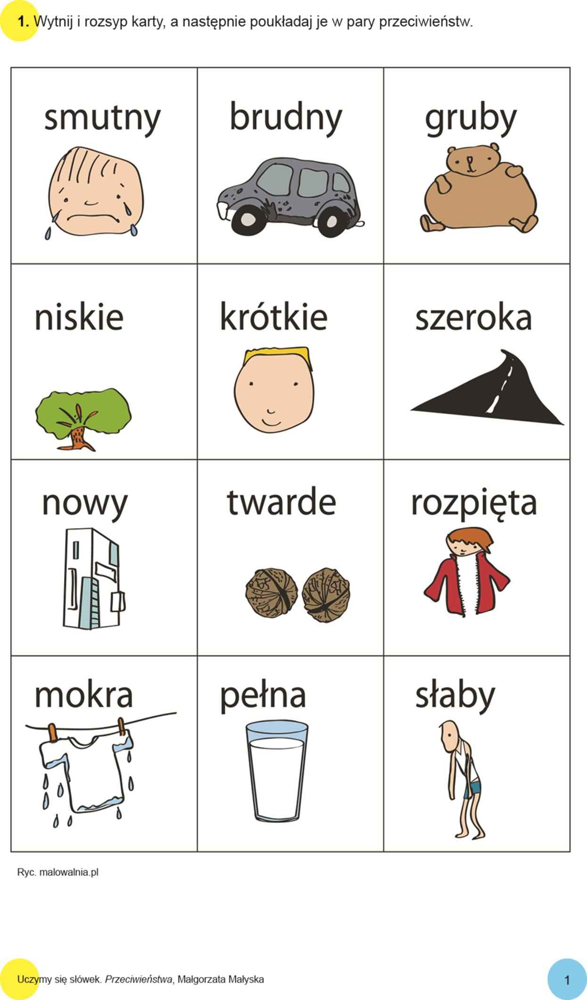 1. Wytnij i rozsyp karty, a następnie poukładaj je w pary przeciwieństw.
smutny
brudny
gruby
niskie
krótkie
szeroka
nowy
twarde
rozpięta
mokra
pełna
słaby
Ryc. malowalnia.pl
Uczymy się słówek. Przeciwieństwa, Małgorzata Małyska
1